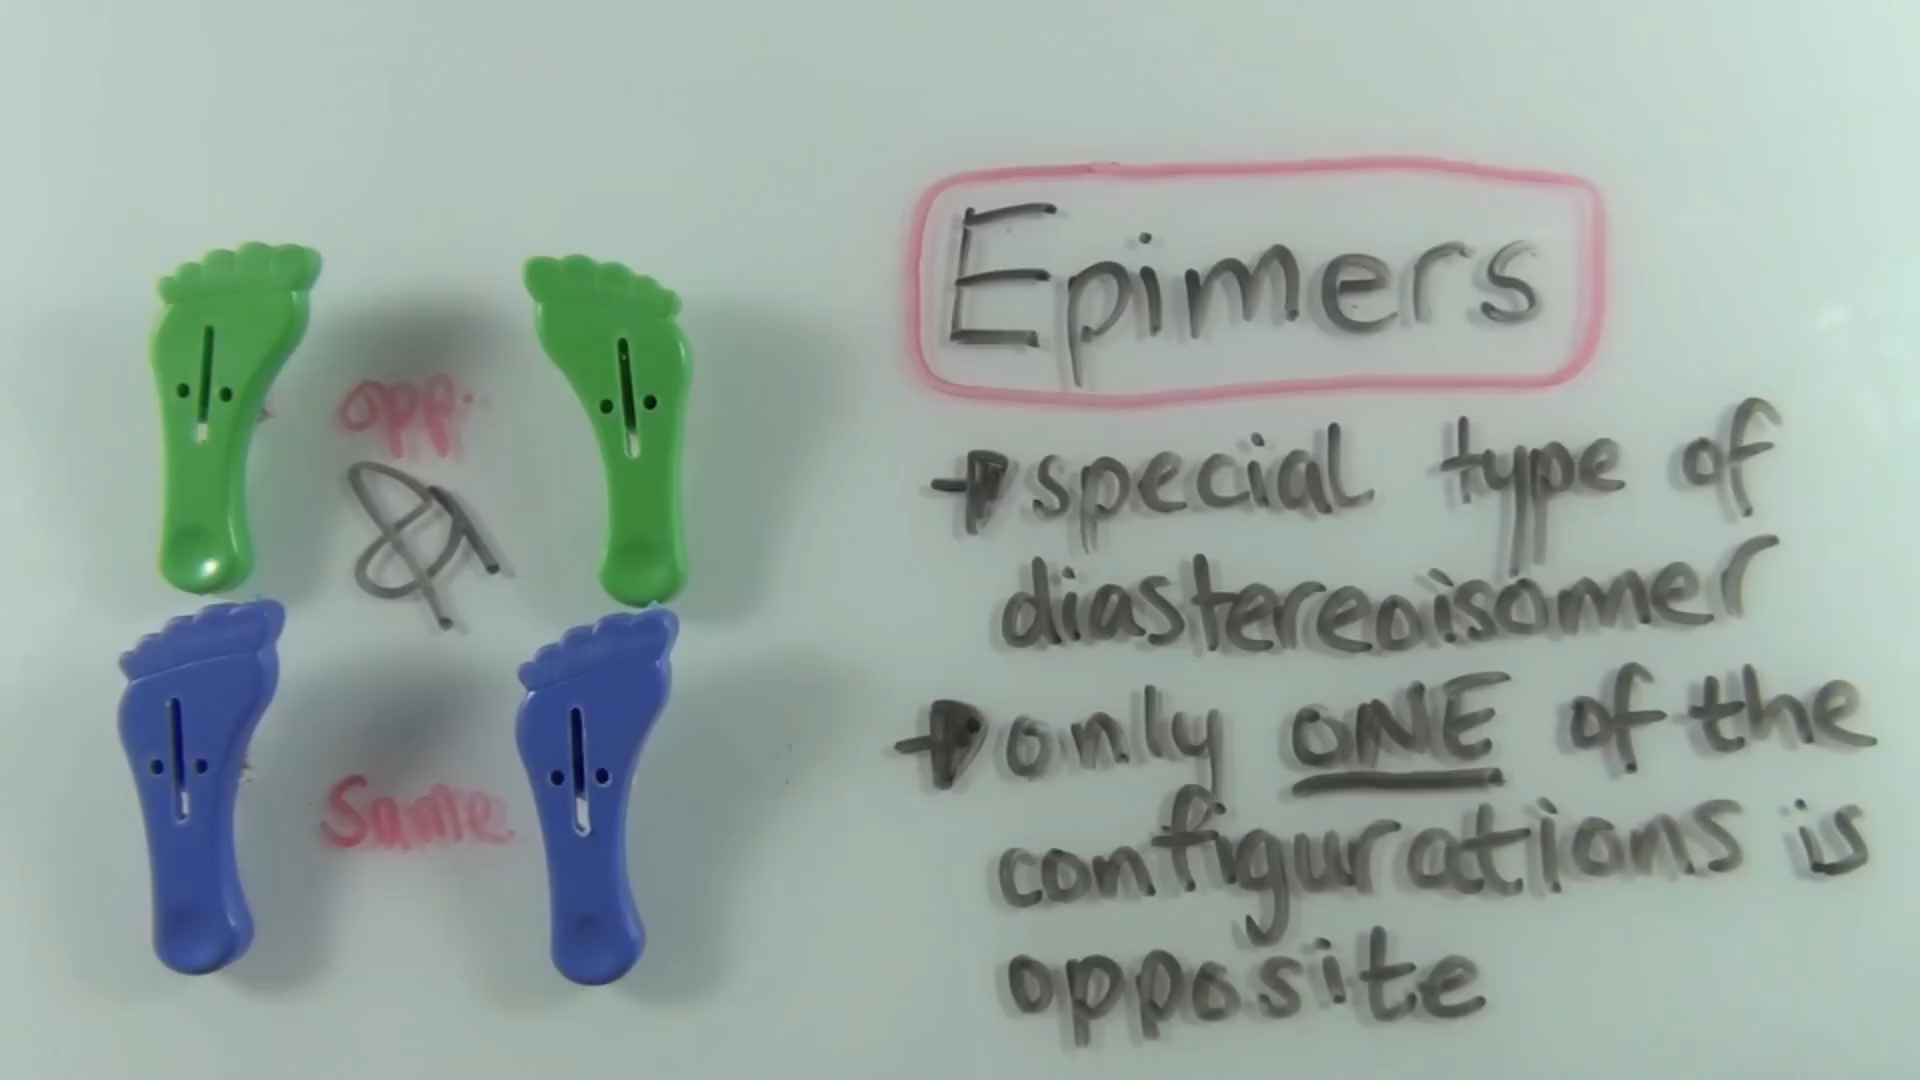 opp.
&
Same
Epimers
special type of
diastereoisomer
only ONE of the
configurations is
opposite